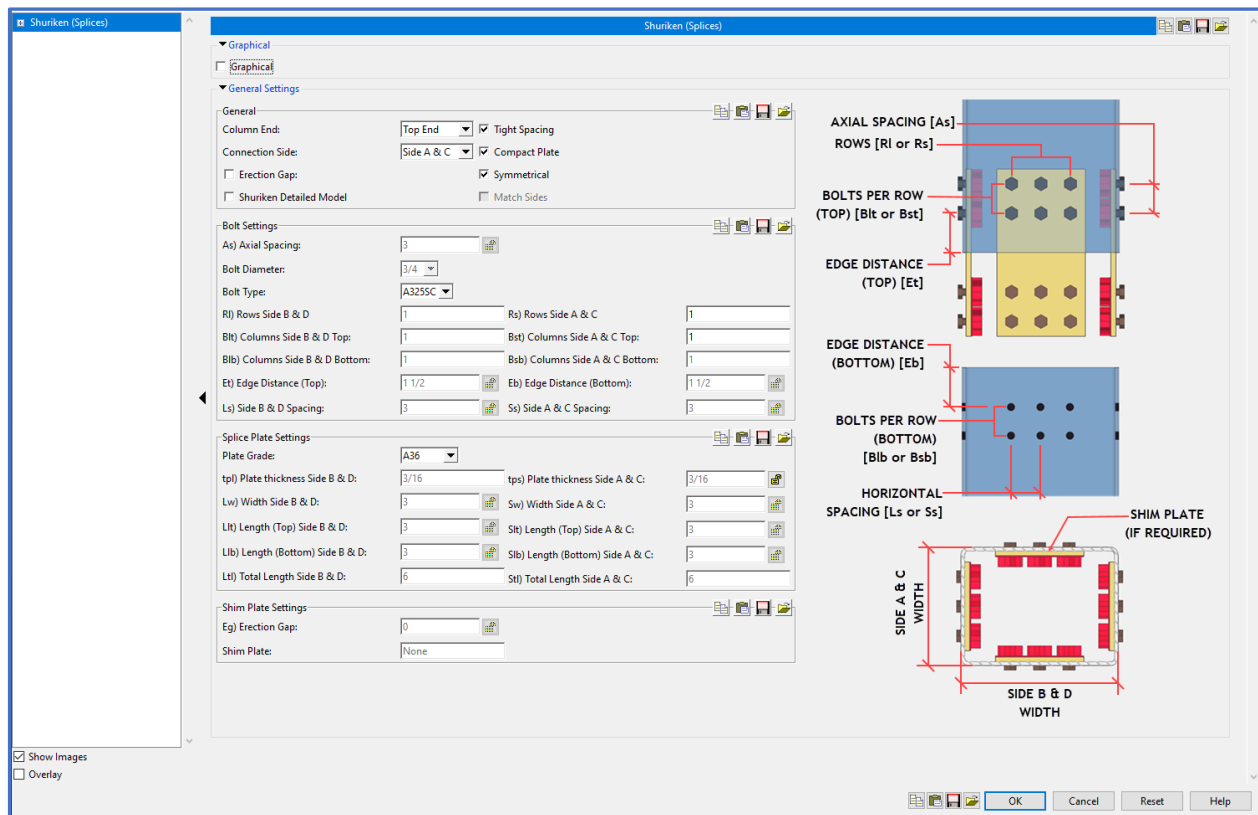 Shuriken (Splices)
Shuriken (Splices)
Graphical
Graphical
General Settings
General
Column End: Top End Tight Spacing
Connection Side: Side A & C Compact Plate
Erection Gap: Symmetrical
Shuriken Detailed Model Match Sides
Bolt Settings
As) Axial Spacing: 3
Bolt Diameter: 3/4
Bolt Type: A325SC
Rl) Rows Side B & D 1 Rs) Rows Side A & C 1
Blt) Columns Side B & D Top: 1 Bst) Columns Side A & C Top: 1
Blb) Columns Side B & D Bottom: 1 Bsb) Columns Side A & C Bottom: 1
Et) Edge Distance (Top): 1 1/2 Eb) Edge Distance (Bottom): 1 1/2
Ls) Side B & D Spacing: 3 Ss) Side A & C Spacing: 3
Splice Plate Settings
Plate Grade: A36
tpl) Plate thickness Side B & D: 3/16 tps) Plate thickness Side A & C: 3/16
Lw) Width Side B & D: 3 Sw) Width Side A & C: 3
Llt) Length (Top) Side B & D: 3 Slt) Length (Top) Side A & C: 3
Llb) Length (Bottom) Side B & D: 3 Slb) Length (Bottom) Side A & C: 3
Ltl) Total Length Side B & D: 6 Stl) Total Length Side A & C: 6
Shim Plate Settings
Eg) Erection Gap: 0
Shim Plate: None
AXIAL SPACING [As]
ROWS [Rl or Rs]
BOLTS PER ROW
(TOP) [Blt or Bst]
EDGE DISTANCE
(TOP) [Et]
EDGE DISTANCE
(BOTTOM) [Eb]
BOLTS PER ROW
(BOTTOM)
[Blb or Bsb]
HORIZONTAL
SPACING [Ls or Ss]
SHIM PLATE
(IF REQUIRED)
SIDE A & C
WIDTH
SIDE B & D
WIDTH
Show Images
Overlay
OK Cancel Reset Help